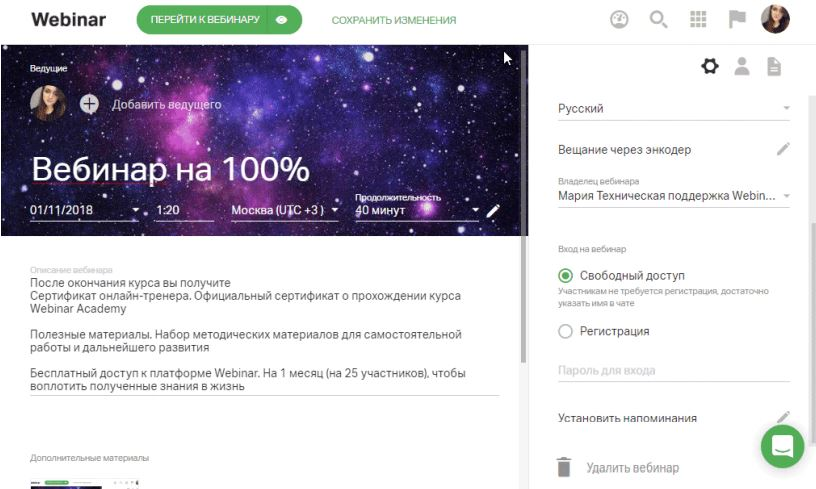 Webinar
ПЕРЕЙТИ К ВЕБИНАРУ
СОХРАНИТЬ ИЗМЕНЕНИЯ
Ведущие
Добавить ведущего
Вебинар на 100%
Продолжительность
01/11/2018 1:20 Москва (UTC +3 ) 40 минут
Описание вебинара
После окончания курса вы получите
Сертификат онлайн-тренера. Официальный сертификат о прохождении курса
Webinar Academy
Полезные материалы. Набор методических материалов для самостоятельной
работы и дальнейшего развития
Бесплатный доступ к платформе Webinar. На 1 месяц (на 25 участников), чтобы
воплотить полученные знания в жизнь
Дополнительные материалы
Русский
Вещание через энкодер
Владелец вебинара
Мария Техническая поддержка Webin...
Вход на вебинар
Свободный доступ
Участникам не требуется регистрация, достаточно
указать имя в чате
Регистрация
Пароль для входа
Установить напоминания
Удалить вебинар